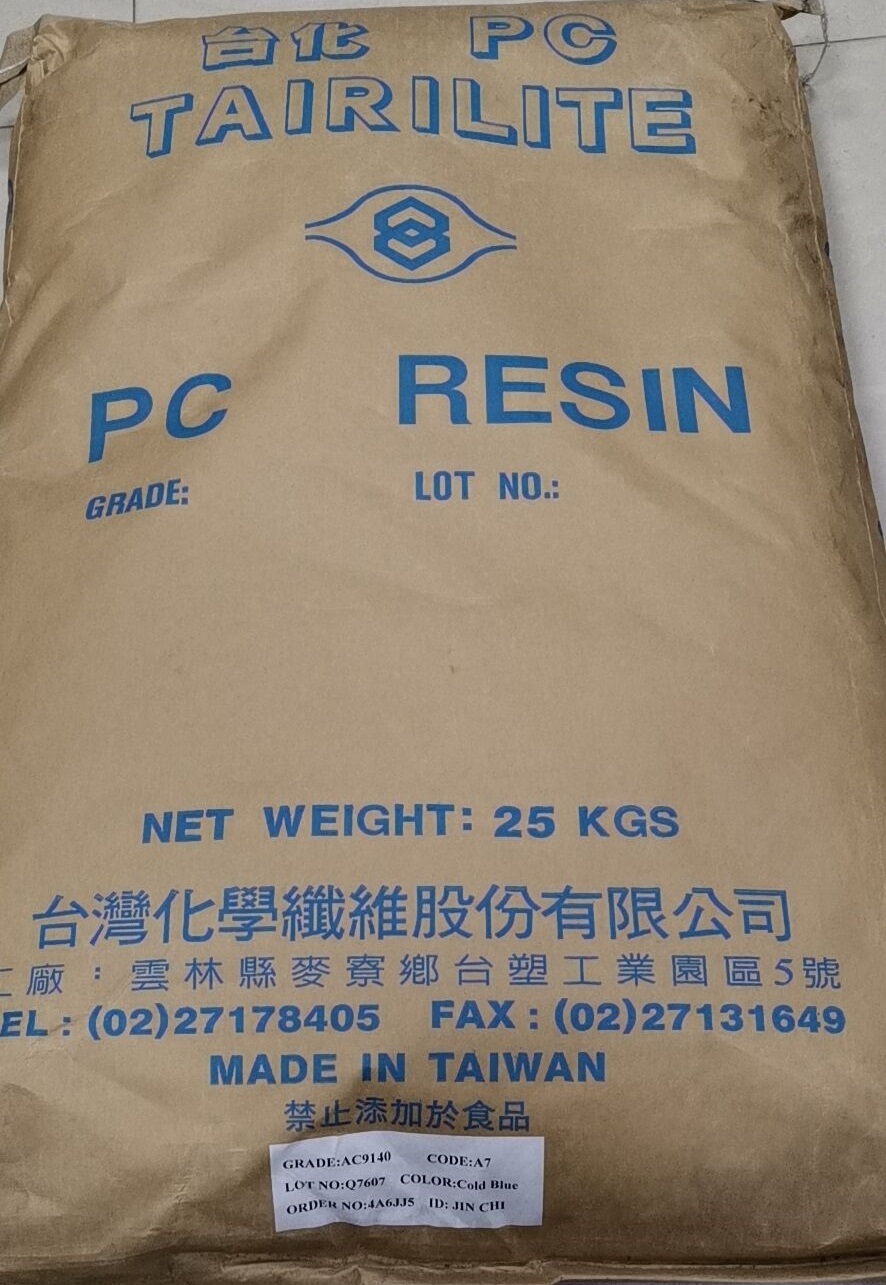 台化 PC
TAIRILITE
PC RESIN
GRADE: LOT NO.:
NET WEIGHT: 25 KGS
台灣化學纖維股份有限公司
工廠：雲林縣麥寮鄉台塑工業園區5號
EL : (02)27178405 FAX : (02)27131649
MADE IN TAIWAN
禁止添加於食品
GRADE:AC9140 CODE:A7
LOT NO:Q7607 COLOR:Cold Blue
ORDER NO:4A6JJ5 ID: JIN CHI